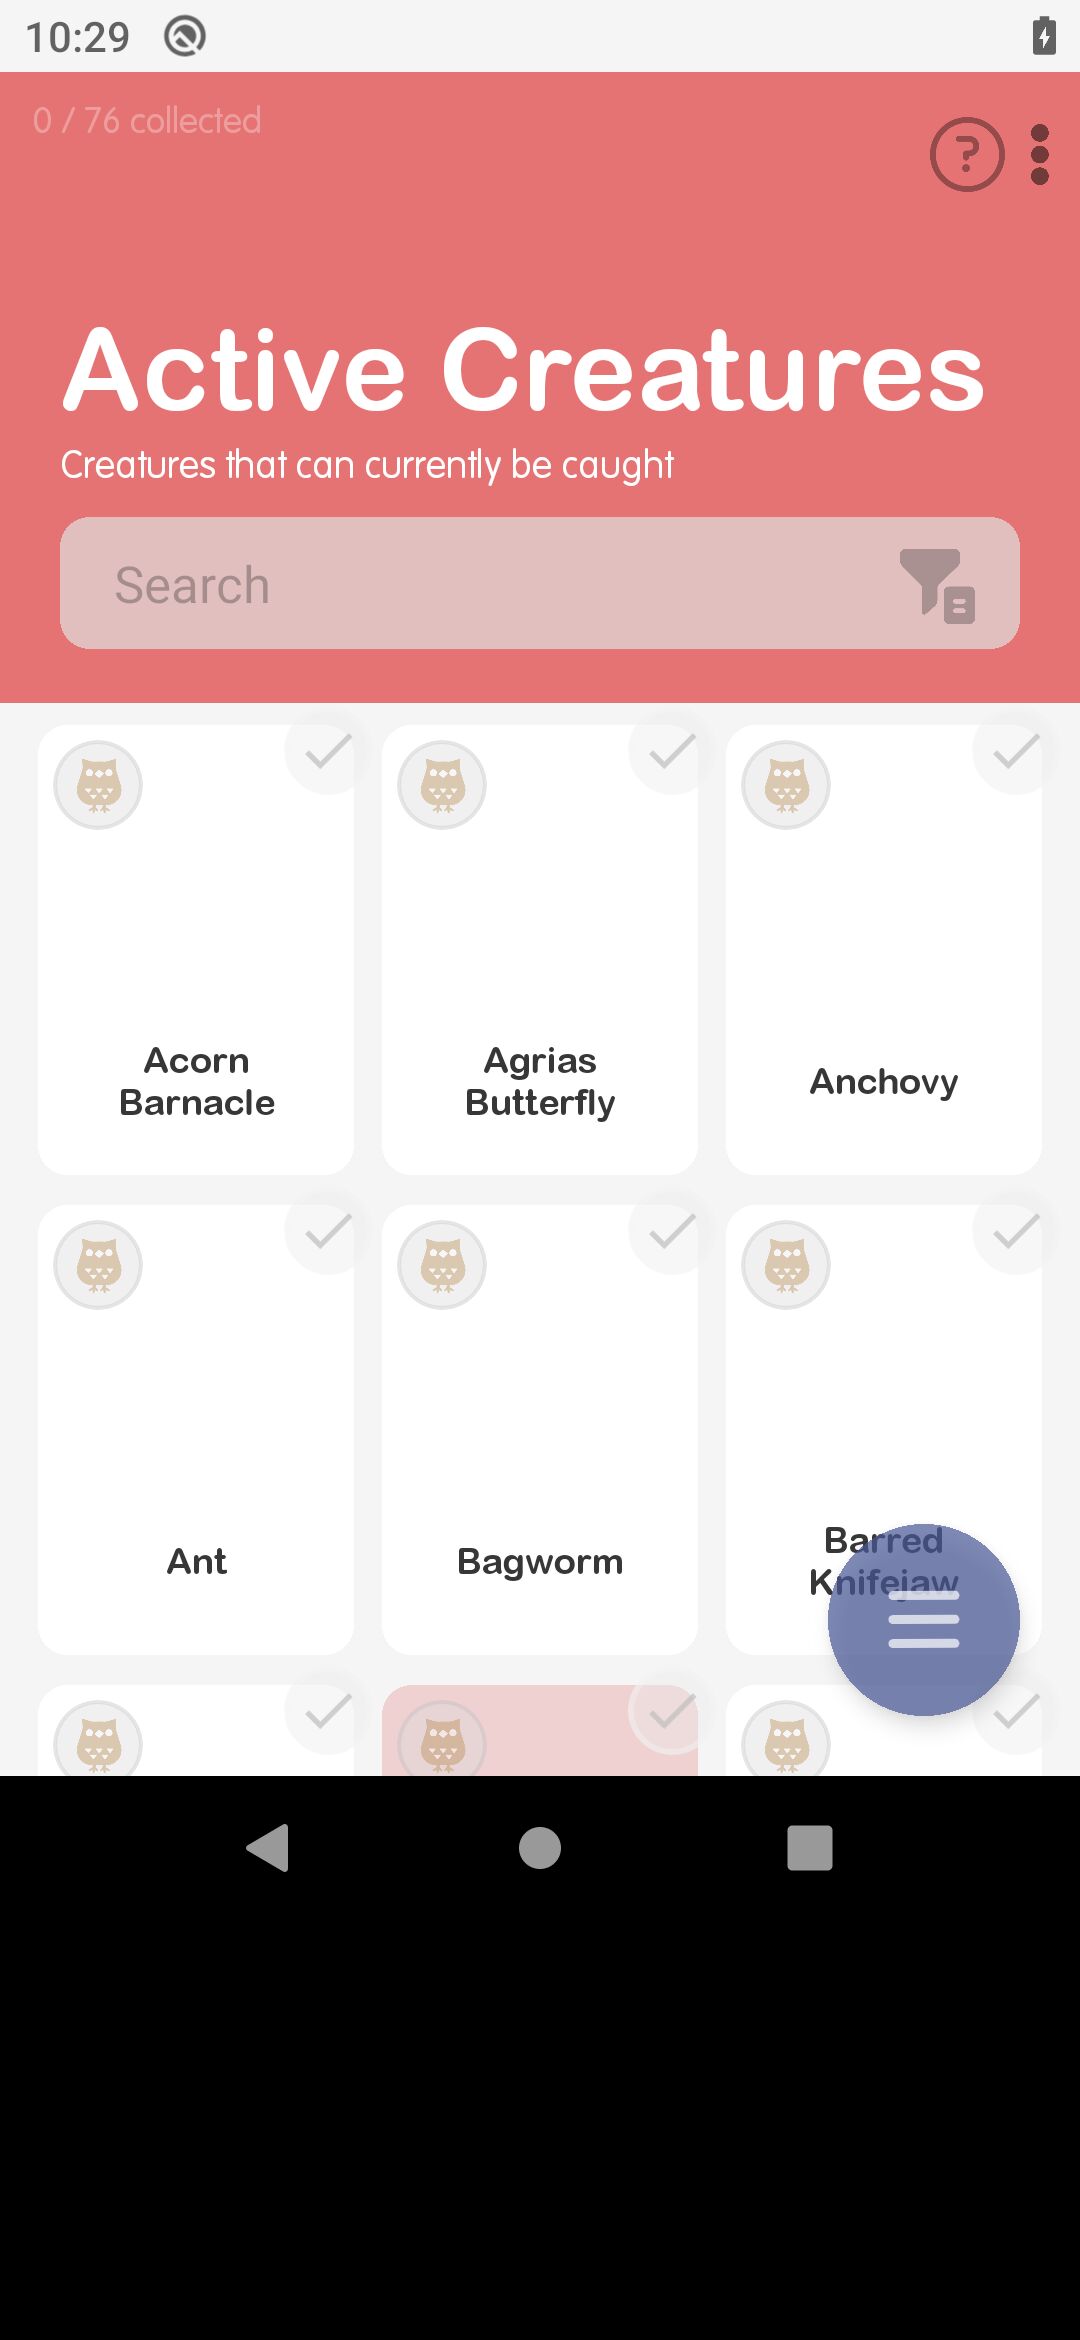 10:29
0 / 76 collected
Active Creatures
Creatures that can currently be caught
Search
Acorn
Barnacle
Agrias
Butterfly
Anchovy
Ant
Bagworm
Barred
Knifejaw